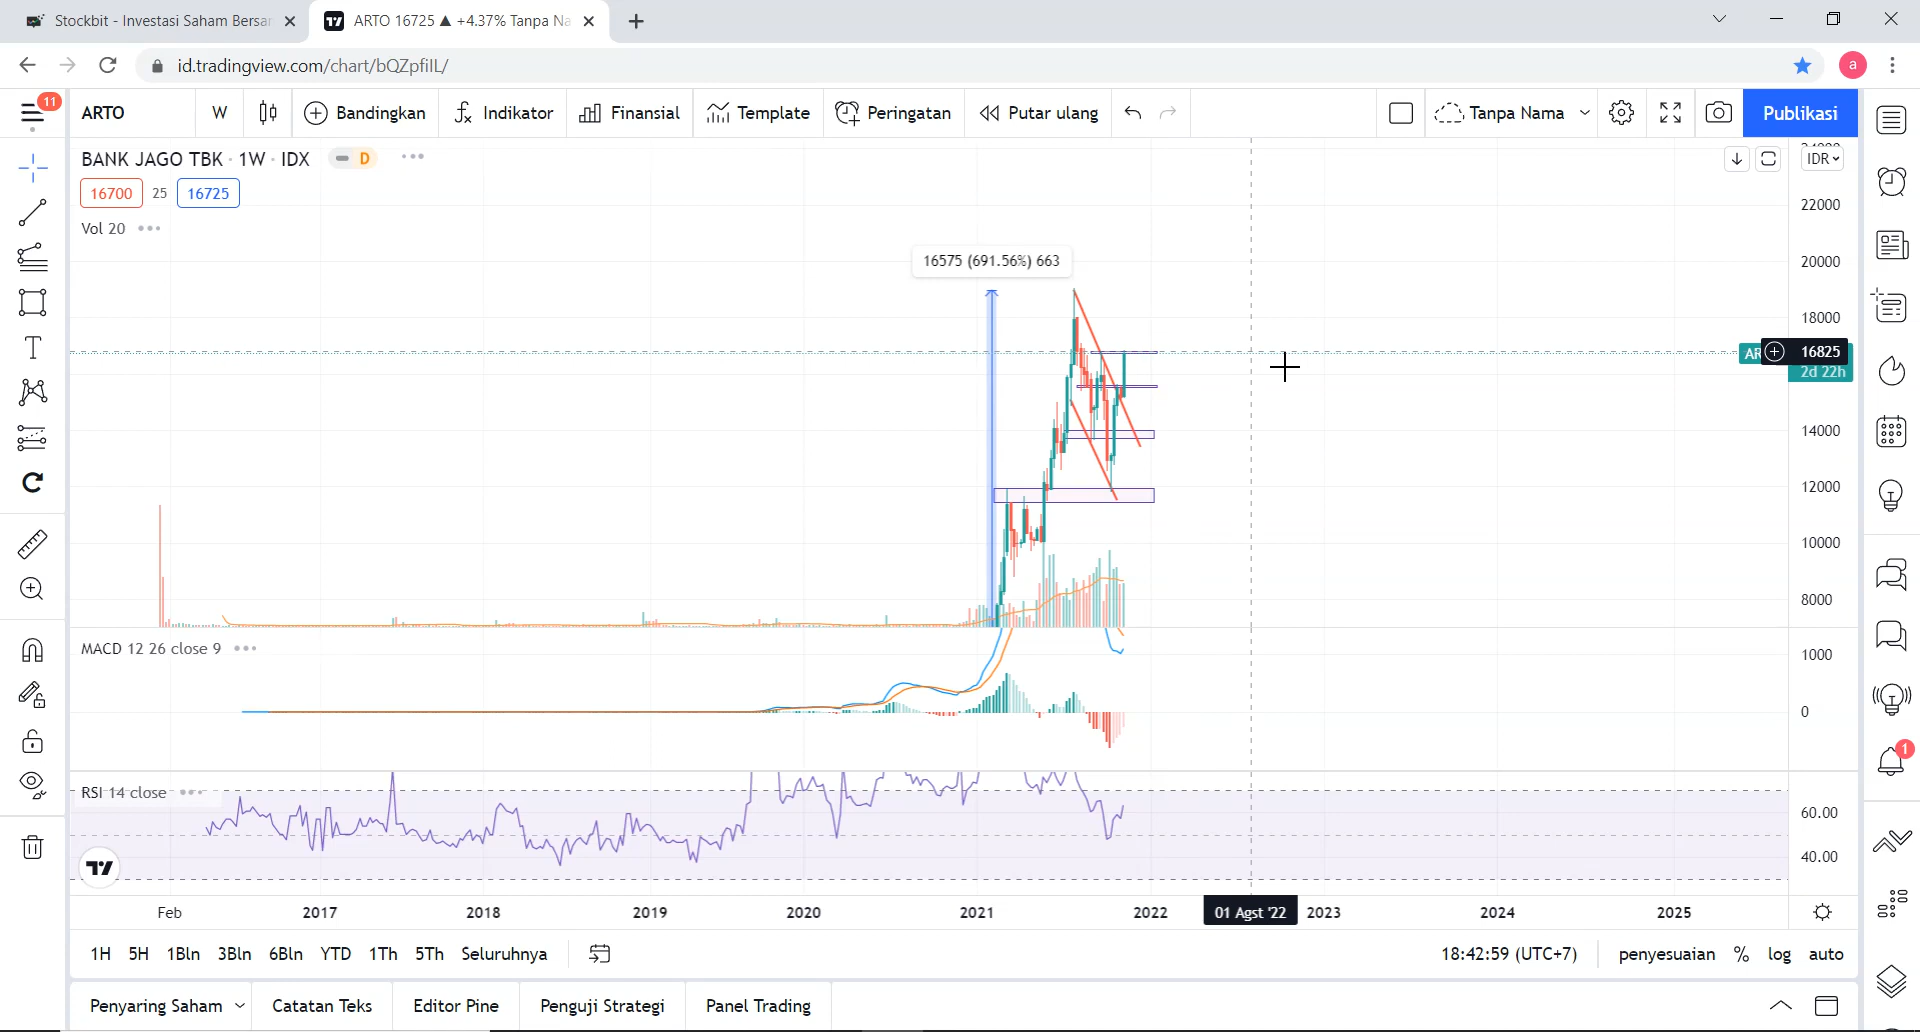 Stockbit - Investasi Saham Bersa
ARTO 16725 ▲ +4.37% Tanpa Na
id.tradingview.com/chart/bQZpfiIL/
a
11
ARTO
W
Bandingkan
Indikator
Finansial
Template
Peringatan
Putar ulang
Tanpa Nama
Publikasi
BANK JAGO TBK · 1W · IDX
D
IDR
16700
25
16725
Vol 20
22000
20000
18000
16825
2d 22h
AR
14000
12000
10000
8000
16575 (691.56%) 663
MACD 12 26 close 9
1000
0
RSI 14 close
60.00
40.00
1
Feb
2017
2018
2019
2020
2021
2022
01 Agst '22
2023
2024
2025
1H
5H
1Bln
3Bln
6Bln
YTD
1Th
5Th
Seluruhnya
18:42:59 (UTC+7)
penyesuaian
%
log
auto
Penyaring Saham
Catatan Teks
Editor Pine
Penguji Strategi
Panel Trading